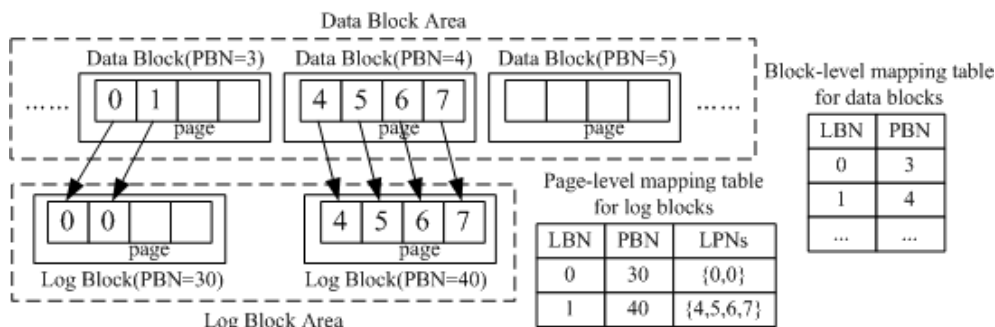 Data Block Area
Data Block(PBN=3) Data Block(PBN=4) Data Block(PBN=5)
...... 0 1 4 5 6 7 ......
page page page
Block-level mapping table
for data blocks
LBN PBN
0 3
1 4
... ...
0 0 4 5 6 7
page page
Log Block(PBN=30) Log Block(PBN=40)
Log Block Area
Page-level mapping table
for log blocks
LBN PBN LPNs
0 30 {0,0}
1 40 {4,5,6,7}